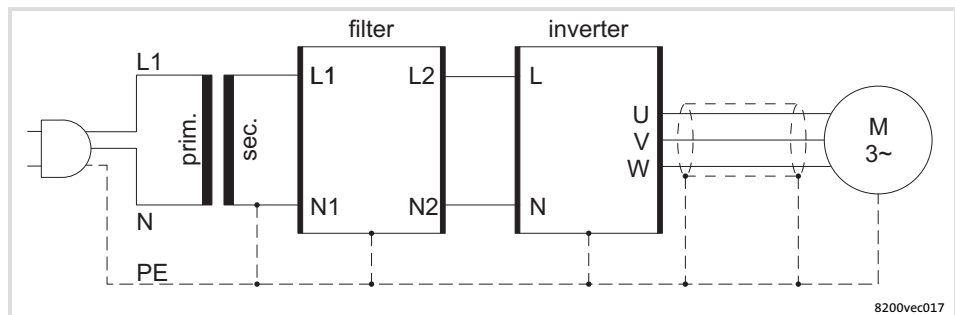 filter inverter
L1 L1 L2 L
prim. sec.
U
V
W
M
3~
N N1 N2 N
PE
8200vec017